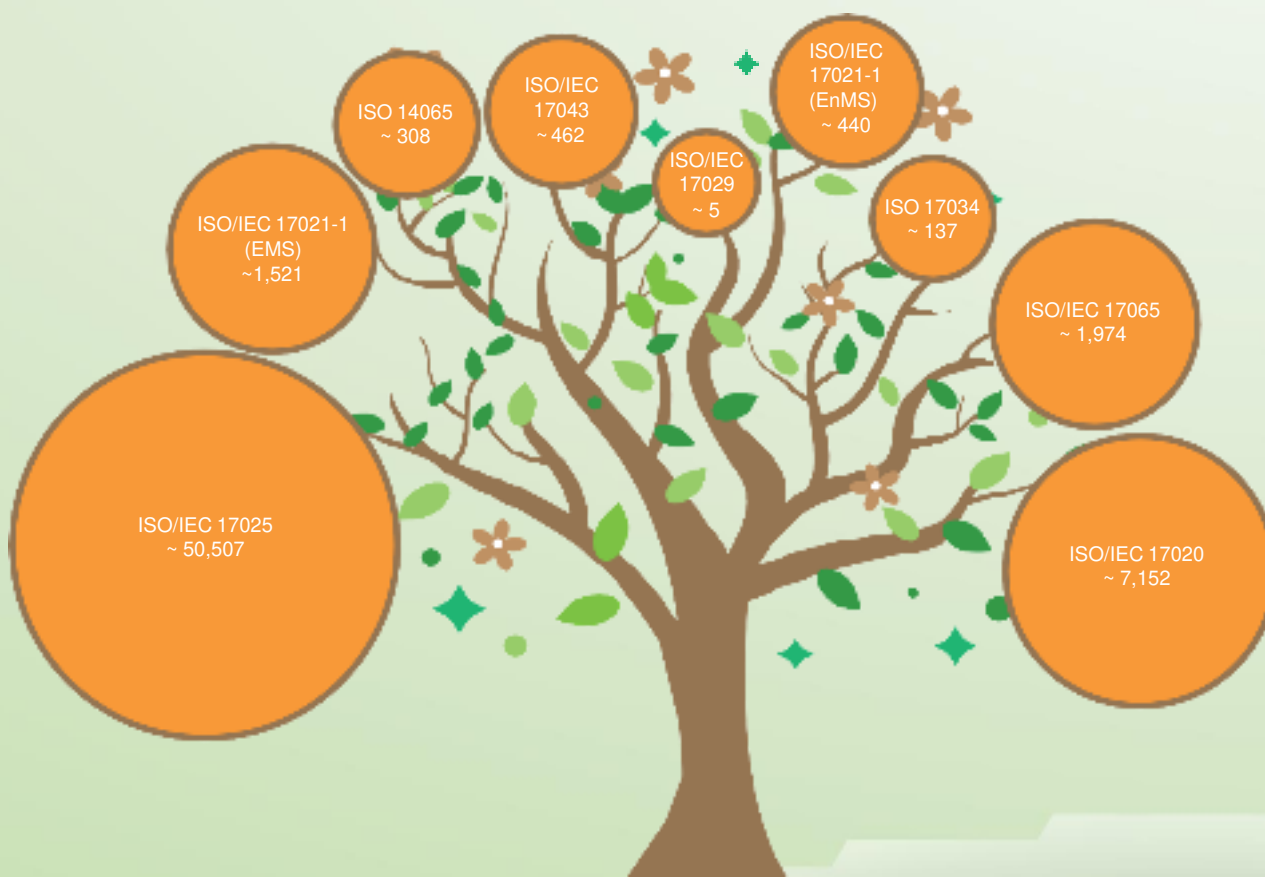 ISO/IEC
17021-1
(EnMS)
~ 440
ISO/IEC
17043
~ 462
ISO 14065
~ 308
ISO/IEC
17029
~ 5
ISO 17034
~ 137
ISO/IEC 17021-1
(EMS)
~1,521
ISO/IEC 17065
~ 1,974
ISO/IEC 17025
~ 50,507
ISO/IEC 17020
~ 7,152